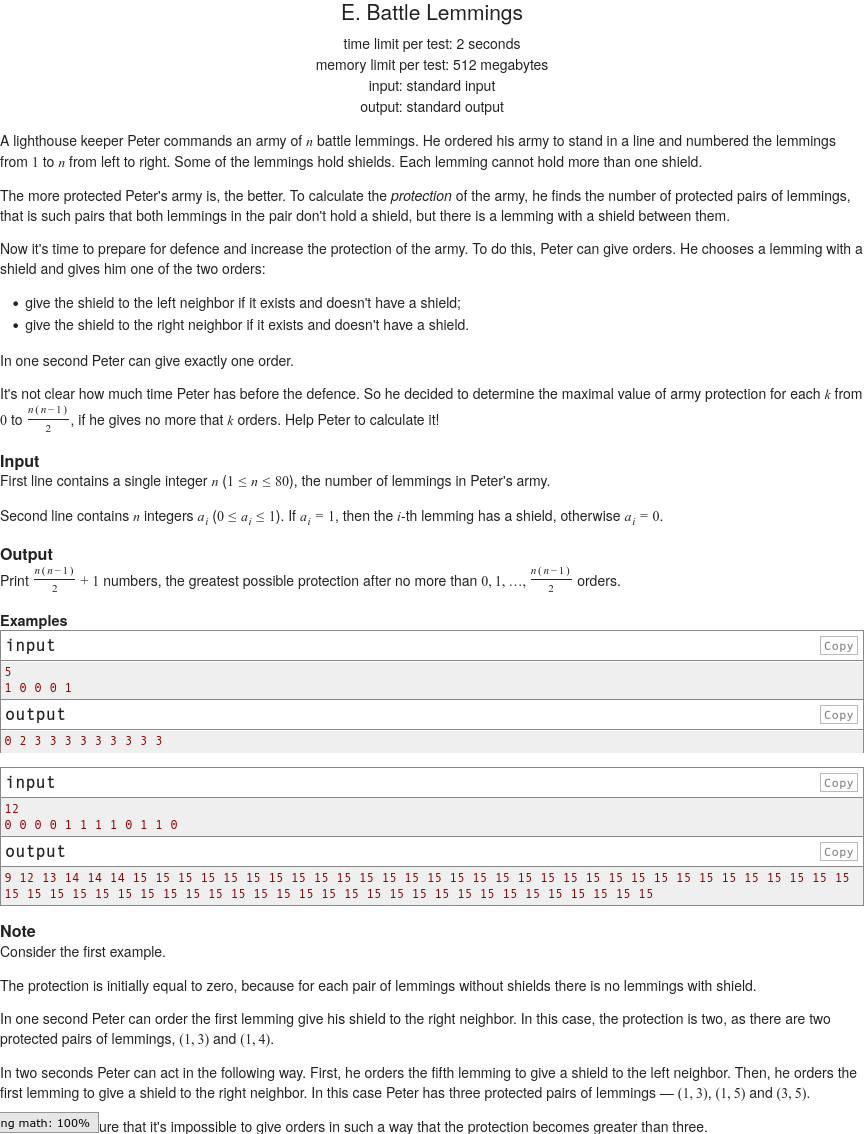 E. Battle Lemmings
time limit per test: 2 seconds
memory limit per test: 512 megabytes
input: standard input
output: standard output
A lighthouse keeper Peter commands an army of n battle lemmings. He ordered his army to stand in a line and numbered the lemmings
from 1 to n from left to right. Some of the lemmings hold shields. Each lemming cannot hold more than one shield.
The more protected Peter's army is, the better. To calculate the protection of the army, he finds the number of protected pairs of lemmings,
that is such pairs that both lemmings in the pair don't hold a shield, but there is a lemming with a shield between them.
Now it's time to prepare for defence and increase the protection of the army. To do this, Peter can give orders. He chooses a lemming with a
shield and gives him one of the two orders:
• give the shield to the left neighbor if it exists and doesn't have a shield;
• give the shield to the right neighbor if it exists and doesn't have a shield.
In one second Peter can give exactly one order.
It's not clear how much time Peter has before the defence. So he decided to determine the maximal value of army protection for each k from
0 to n(n−1)/2, if he gives no more that k orders. Help Peter to calculate it!
Input
First line contains a single integer n (1 ≤ n ≤ 80), the number of lemmings in Peter's army.
Second line contains n integers a_i (0 ≤ a_i ≤ 1). If a_i = 1, then the i-th lemming has a shield, otherwise a_i = 0.
Output
Print n(n−1)/2 + 1 numbers, the greatest possible protection after no more than 0, 1, …, n(n−1)/2 orders.
Examples
input Copy
5
1 0 0 0 1
output Copy
0 2 3 3 3 3 3 3 3 3 3
input Copy
12
0 0 0 0 1 1 1 1 0 1 1 0
output Copy
9 12 13 14 14 14 15 15 15 15 15 15 15 15 15 15 15 15 15 15 15 15 15 15 15 15 15 15 15 15 15 15 15 15 15 15 15 15
15 15 15 15 15 15 15 15 15 15 15 15 15 15 15 15 15 15 15 15 15 15 15 15 15 15 15 15 15
Note
Consider the first example.
The protection is initially equal to zero, because for each pair of lemmings without shields there is no lemmings with shield.
In one second Peter can order the first lemming give his shield to the right neighbor. In this case, the protection is two, as there are two
protected pairs of lemmings, (1, 3) and (1, 4).
In two seconds Peter can act in the following way. First, he orders the fifth lemming to give a shield to the left neighbor. Then, he orders the
first lemming to give a shield to the right neighbor. In this case Peter has three protected pairs of lemmings — (1, 3), (1, 5) and (3, 5).
ng math: 100% ure that it's impossible to give orders in such a way that the protection becomes greater than three.